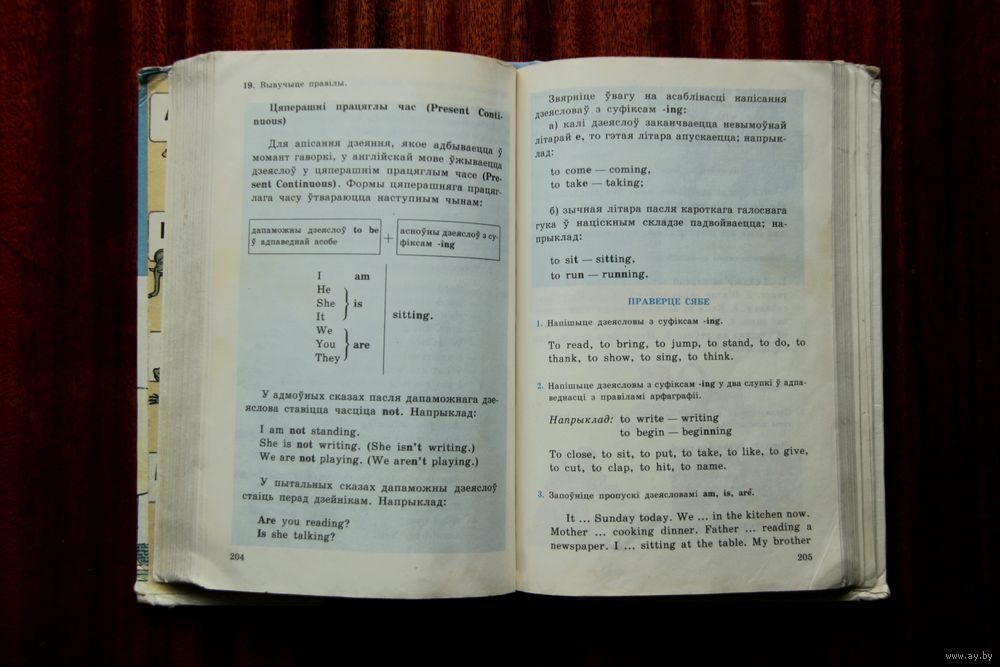 19. Вывучыце правілы.
Цяперашні працяглы час (Present Conti-
nuous)
Для апісання дзеяння, якое адбываецца ў
момант гаворкі, у англійскай мове ўжываецца
дзеяслоў у цяперашнім працяглым часе (Pre-
sent Continuous). Формы цяперашняга працяг-
лага часу ўтвараюцца наступным чынам:
дапаможны дзеяслоў to be
ў адпаведнай асобе
+
асноўны дзеяслоў з су-
фіксам -ing
I am
He
She is
It
sitting.
We
You are
They
У адмоўных сказах пасля дапаможнага дзе-
яслова ставіцца часціца not. Напрыклад:
I am not standing.
She is not writing. (She isn't writing.)
We are not playing. (We aren't playing.)
У пытальных сказах дапаможны дзеяслоў
стаіць перад дзейнікам. Напрыклад:
Are you reading?
Is she talking?
204
Звярніце ўвагу на асаблівасці напісання
дзеясловаў з суфіксам -ing:
а) калі дзеяслоў заканчваецца невымоўнай
літарай e, то гэтая літара апускаецца; напрык-
лад:
to come — coming,
to take — taking;
б) зычная літара пасля кароткага галоснага
гука ў націскным складзе падвойваецца; на-
прыклад:
to sit — sitting,
to run — running.
ПРАВЕРЦЕ СЯБЕ
1. Напішыце дзеясловы з суфіксам -ing.
To read, to bring, to jump, to stand, to do, to
thank, to show, to sing, to think.
2. Напішыце дзеясловы з суфіксам -ing у два слупкі ў адпа-
веднасці з правіламі арфаграфіі.
Напрыклад: to write — writing
to begin — beginning
To close, to sit, to put, to take, to like, to give,
to cut, to clap, to hit, to name.
3. Запоўніце пропускі дзеясловамі am, is, are.
It ... Sunday today. We ... in the kitchen now.
Mother ... cooking dinner. Father ... reading a
newspaper. I ... sitting at the table. My brother
205
www.ay.by